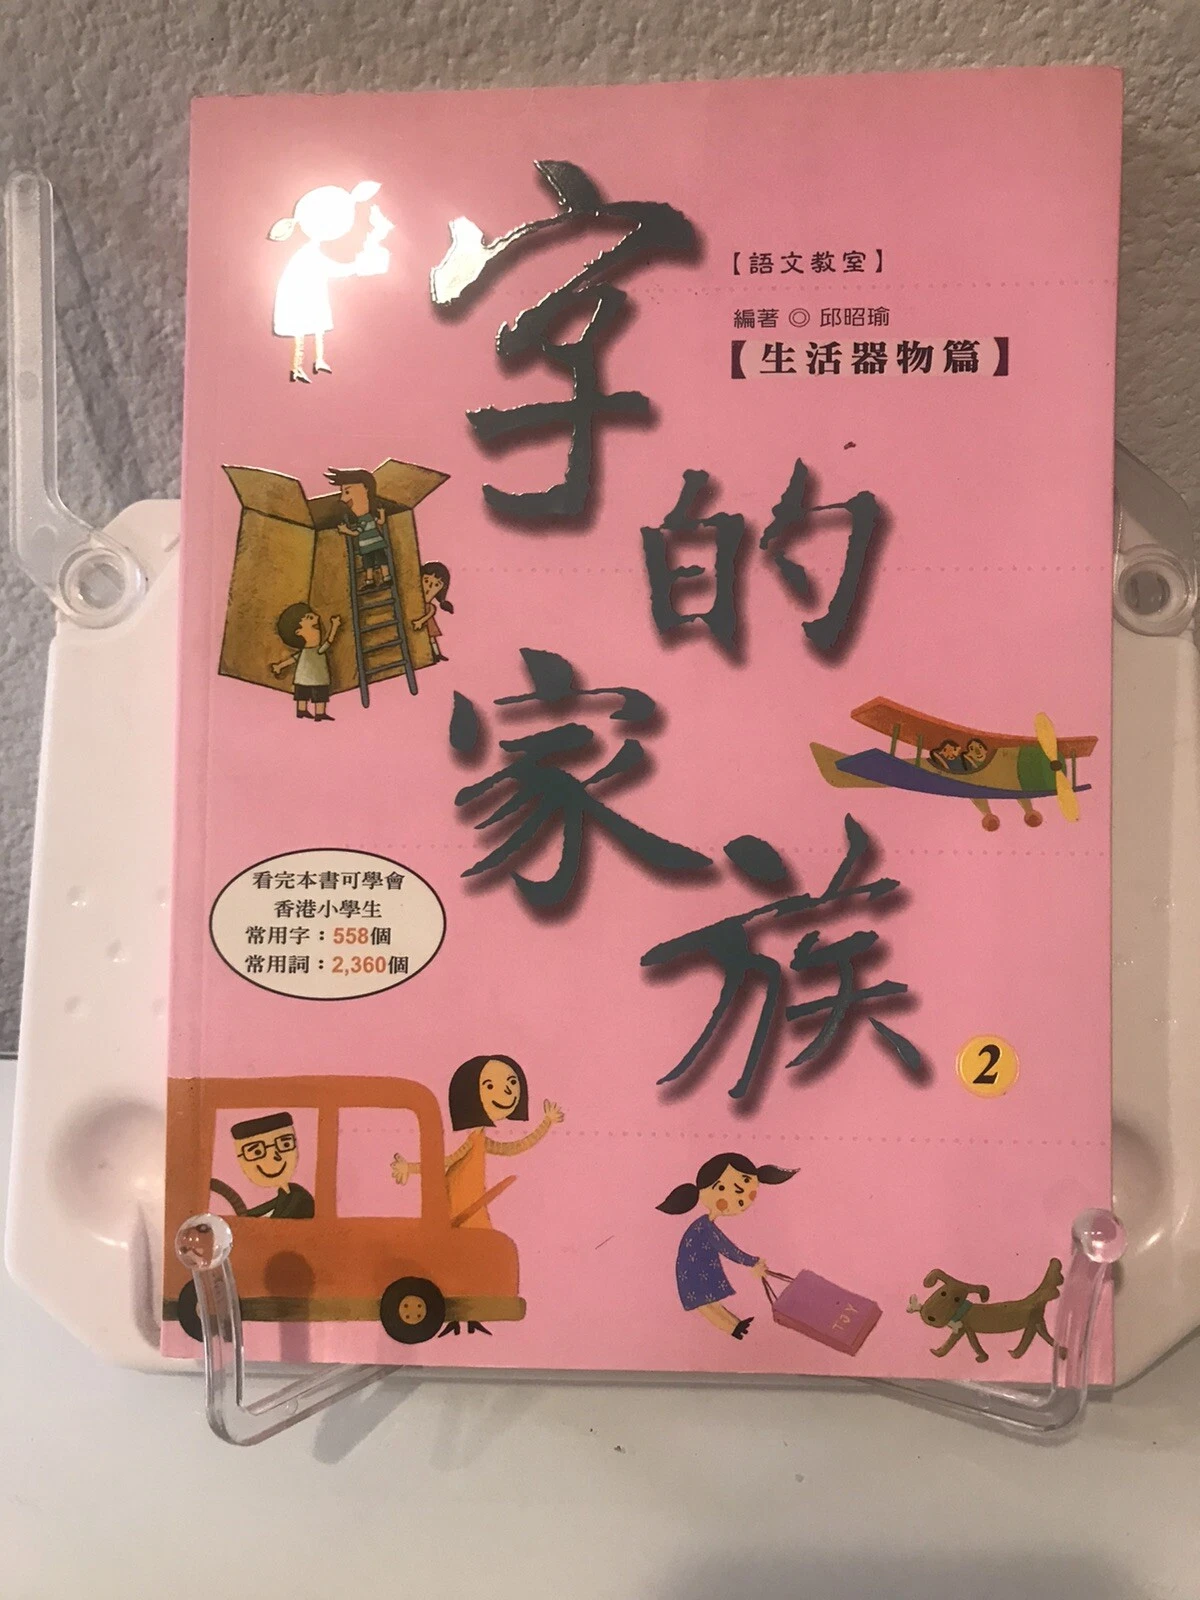 字的家族
【語文教室】
編著◎邱昭瑜
【生活器物篇】
看完本書可學會
香港小學生
常用字：558個
常用詞：2,360個
2
TOY